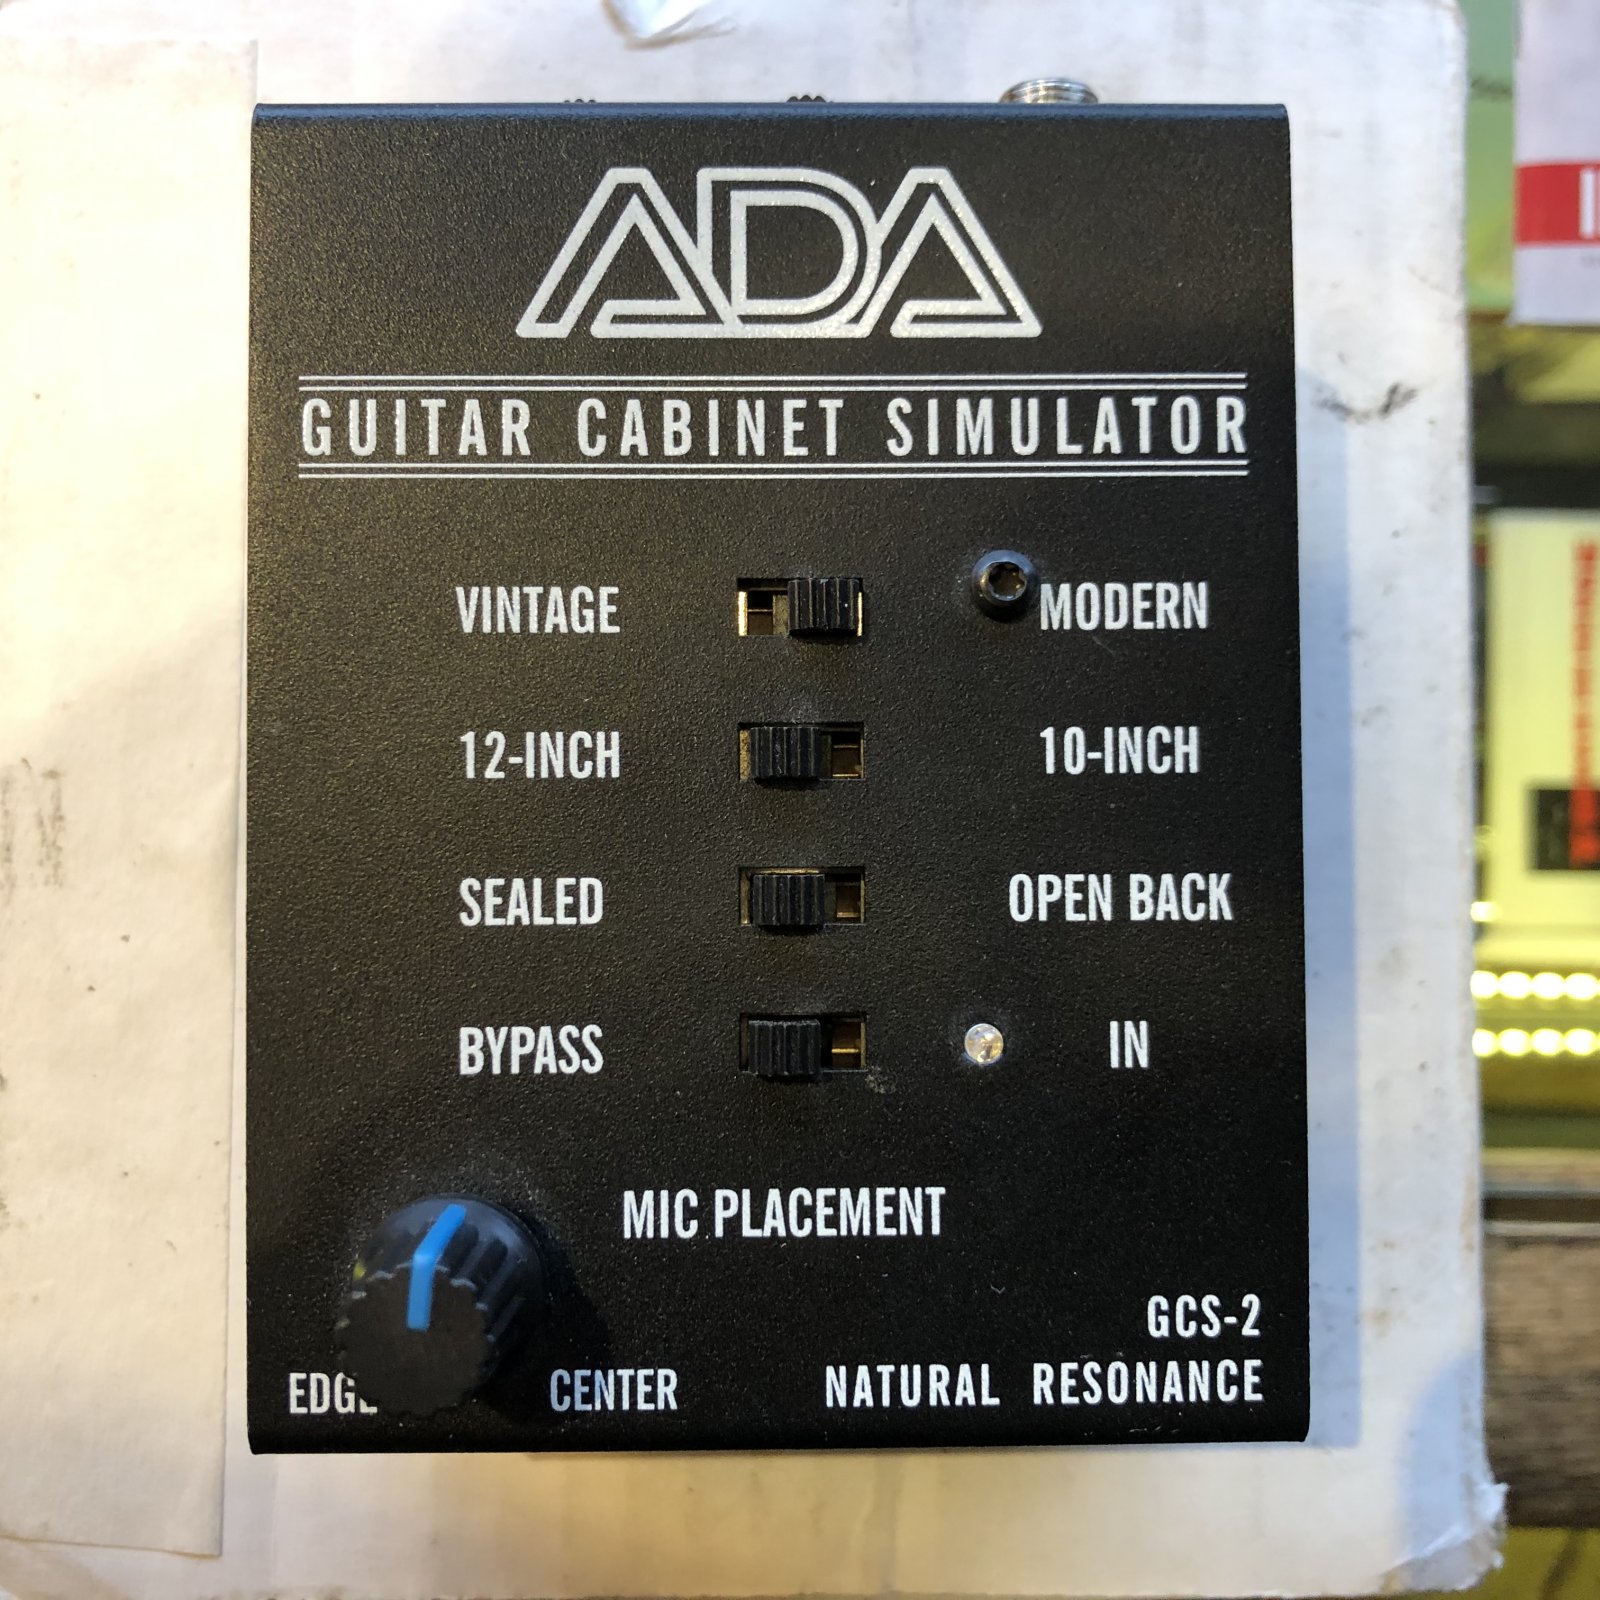 ADA
GUITAR CABINET SIMULATOR
VINTAGE MODERN
12-INCH 10-INCH
SEALED OPEN BACK
BYPASS IN
MIC PLACEMENT
EDGE CENTER
GCS-2
NATURAL RESONANCE